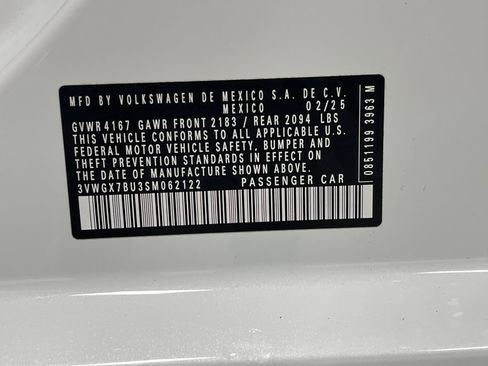 MFD BY VOLKSWAGEN DE MEXICO S.A. DE C.V.
MEXICO 02/25
GVWR 4167 GAWR FRONT 2183 / REAR 2094 LBS
THIS VEHICLE CONFORMS TO ALL APPLICABLE U.S.
FEDERAL MOTOR VEHICLE SAFETY, BUMPER AND
THEFT PREVENTION STANDARDS IN EFFECT ON
THE DATE OF MANUFACTURE SHOWN ABOVE.
3VWGX7BU3SM062122 PASSENGER CAR
0851199 3963 M